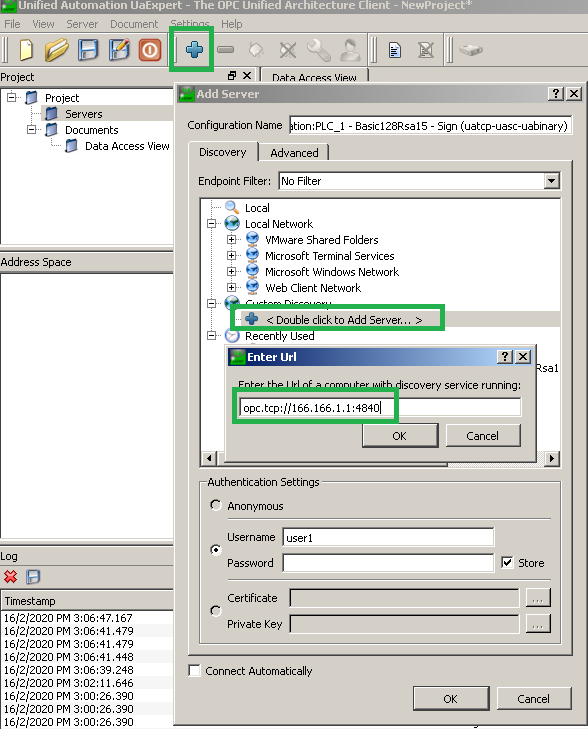 Unified Automation UaExpert - The OPC Unified Architecture Client - NewProject*
File View Server Document Settings Help
Project
Data Access View
Project
Servers
Documents
Data Access View
Address Space
Log
Timestamp
16/2/2020 PM 3:06:47.167
16/2/2020 PM 3:06:41.479
16/2/2020 PM 3:06:41.479
16/2/2020 PM 3:06:41.448
16/2/2020 PM 3:06:39.248
16/2/2020 PM 3:02:11.646
16/2/2020 PM 3:00:26.390
16/2/2020 PM 3:00:26.390
16/2/2020 PM 3:00:26.390
Add Server
Configuration Name ation:PLC_1 - Basic128Rsa15 - Sign (uatcp-uasc-uabinary)
Discovery Advanced
Endpoint Filter: No Filter
Local
Local Network
VMware Shared Folders
Microsoft Terminal Services
Microsoft Windows Network
Web Client Network
Custom Discovery
< Double click to Add Server... >
Recently Used
Rsa1
Enter Url
Enter the Url of a computer with discovery service running:
opc.tcp://166.166.1.1:4840
OK Cancel
Authentication Settings
Anonymous
Username user1
Password Store
Certificate ...
Private Key ...
Connect Automatically
OK Cancel